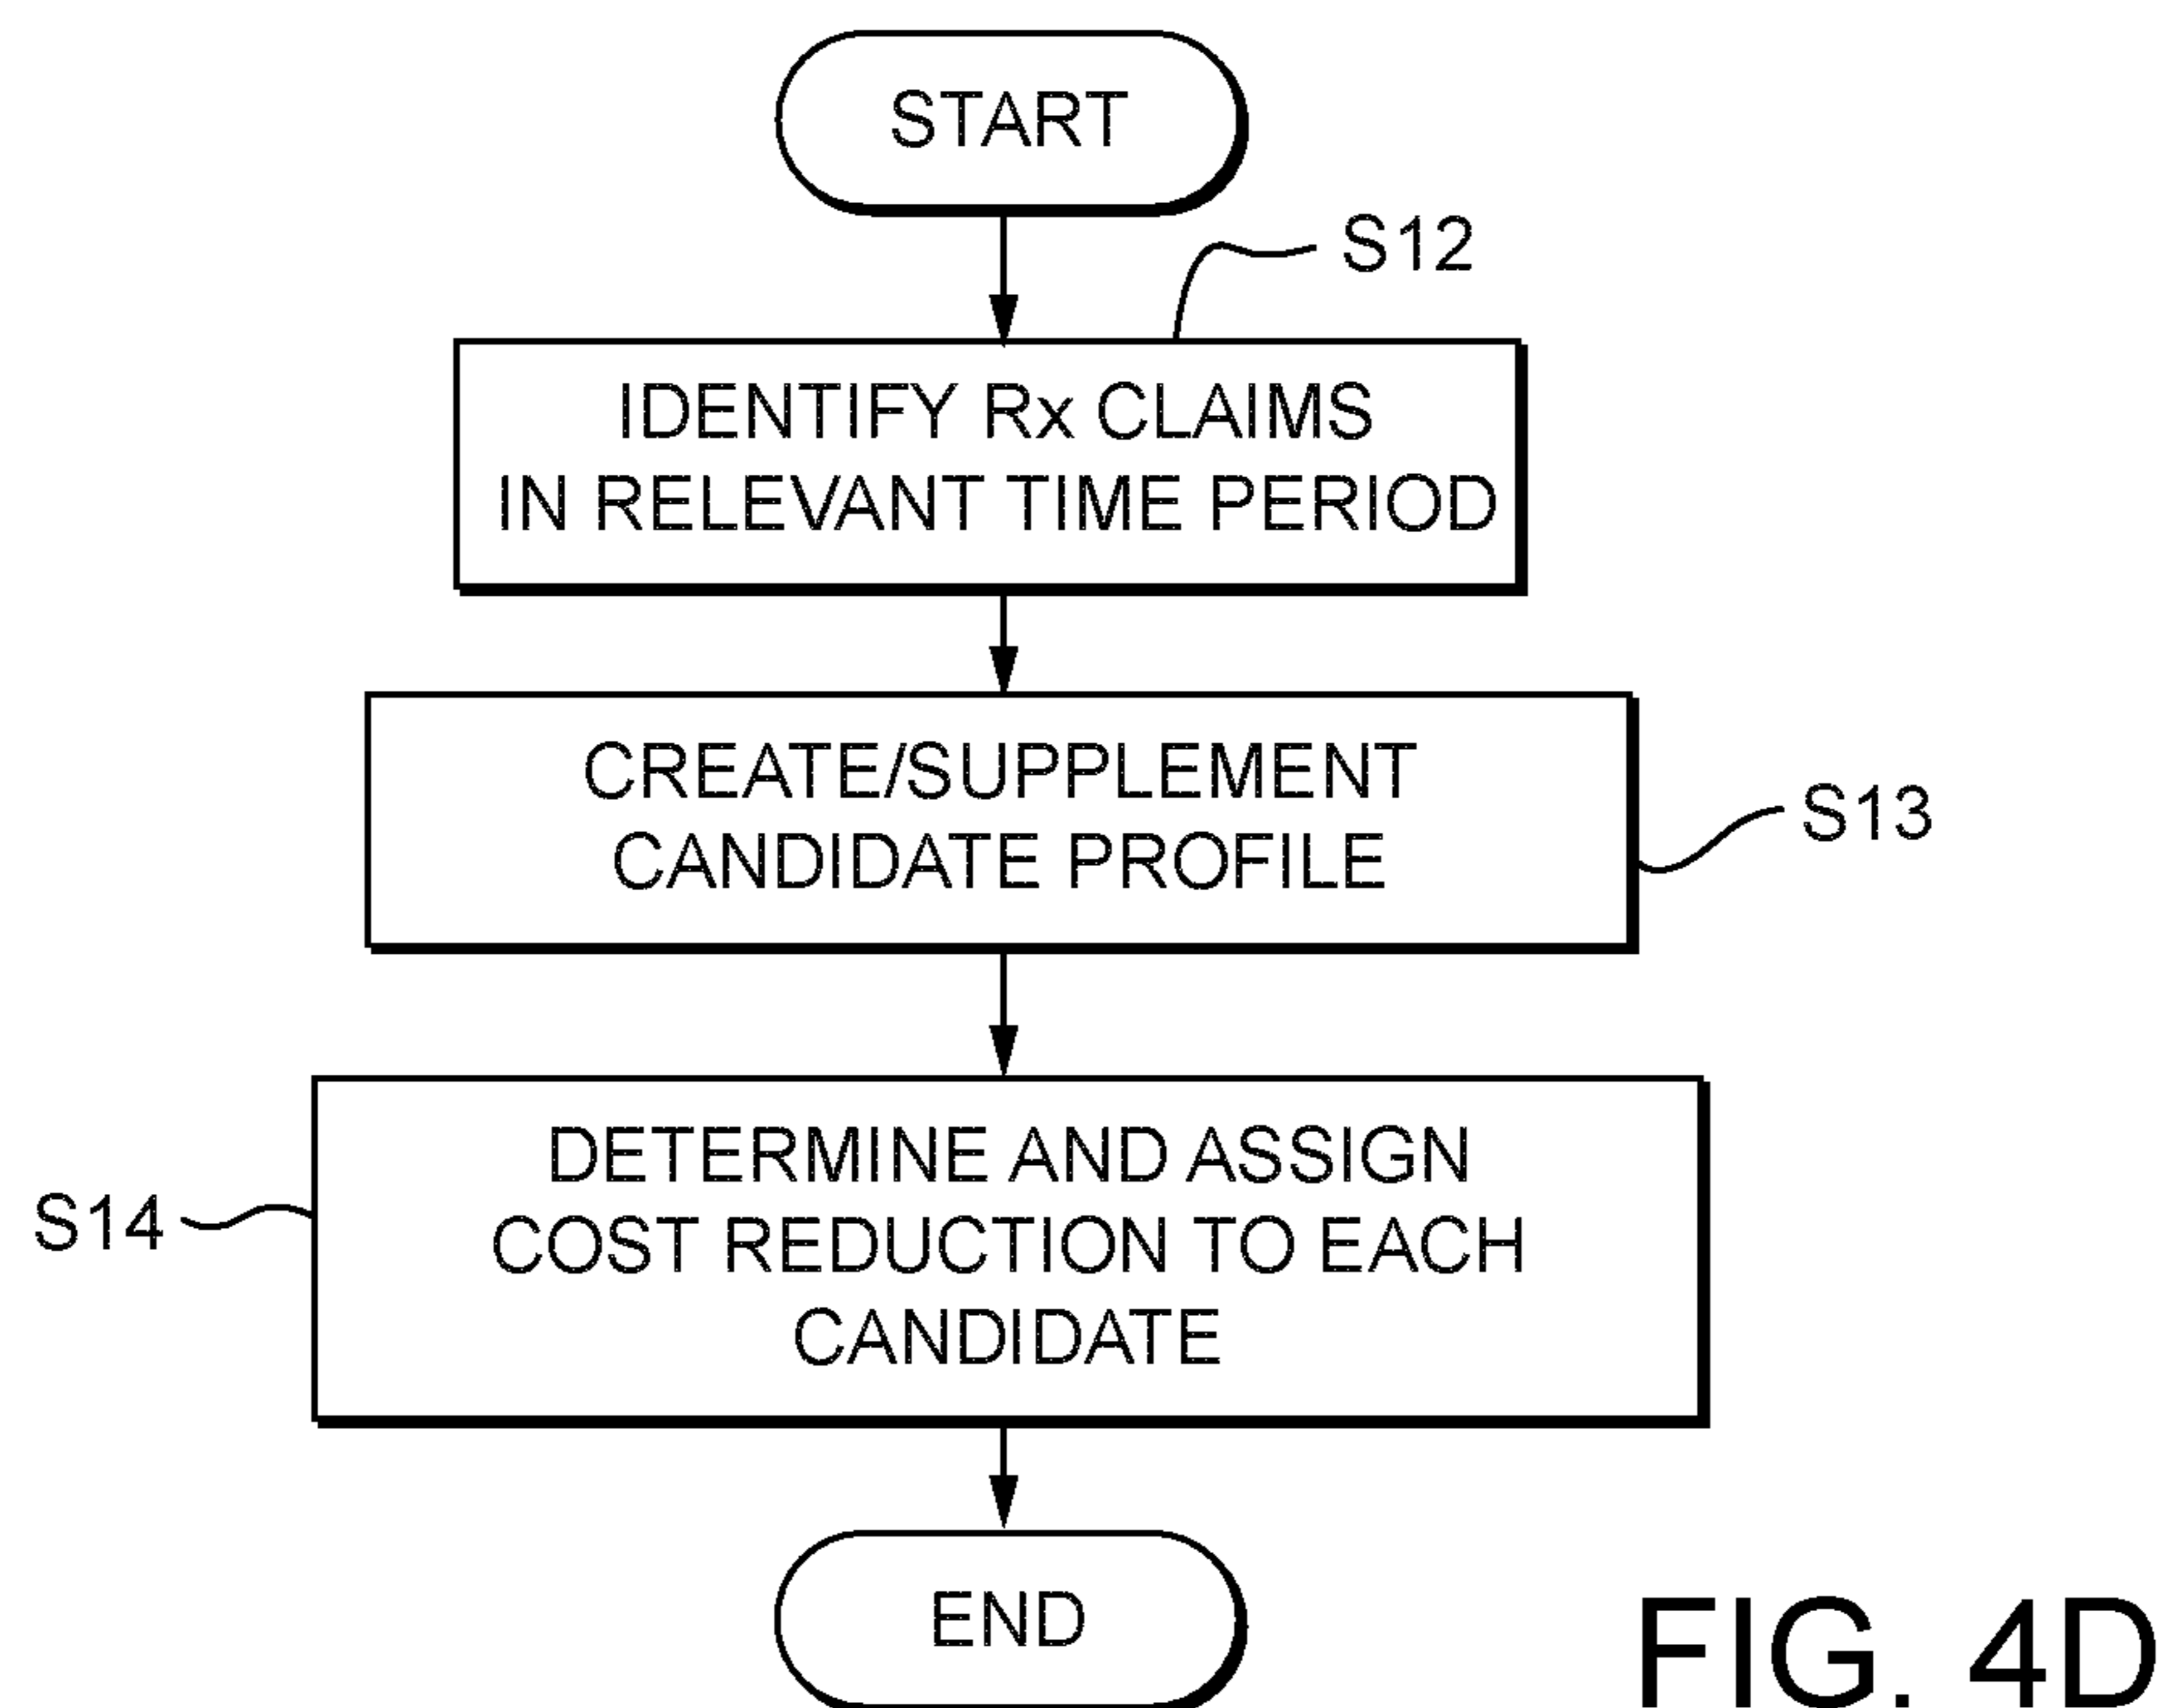 START
S12
IDENTIFY Rx CLAIMS
IN RELEVANT TIME PERIOD
CREATE/SUPPLEMENT
CANDIDATE PROFILE
S13
DETERMINE AND ASSIGN
COST REDUCTION TO EACH
CANDIDATE
S14
END
FIG. 4D